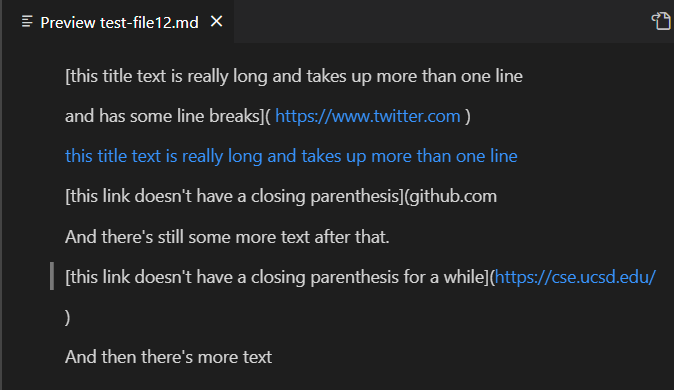 Preview test-file12.md
[this title text is really long and takes up more than one line
and has some line breaks]( https://www.twitter.com )
this title text is really long and takes up more than one line
[this link doesn't have a closing parenthesis](github.com
And there's still some more text after that.
[this link doesn't have a closing parenthesis for a while](https://cse.ucsd.edu/
)
And then there's more text